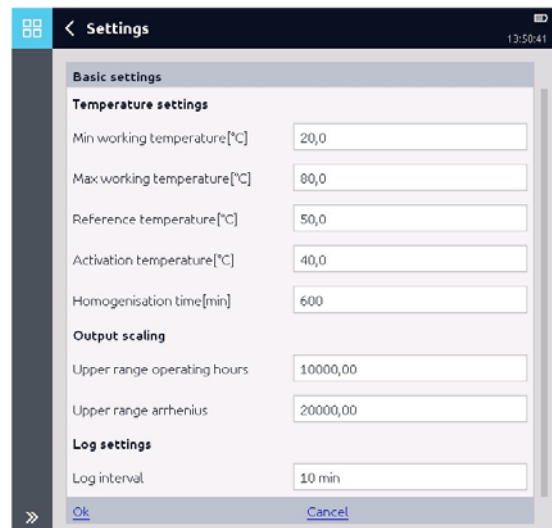 Settings
13:50:41
Basic settings
Temperature settings
Min working temperature[°C] 20,0
Max working temperature[°C] 80,0
Reference temperature[°C] 50,0
Activation temperature[°C] 40,0
Homogenisation time[min] 600
Output scaling
Upper range operating hours 10000,00
Upper range arrhenius 20000,00
Log settings
Log interval 10 min
Ok Cancel